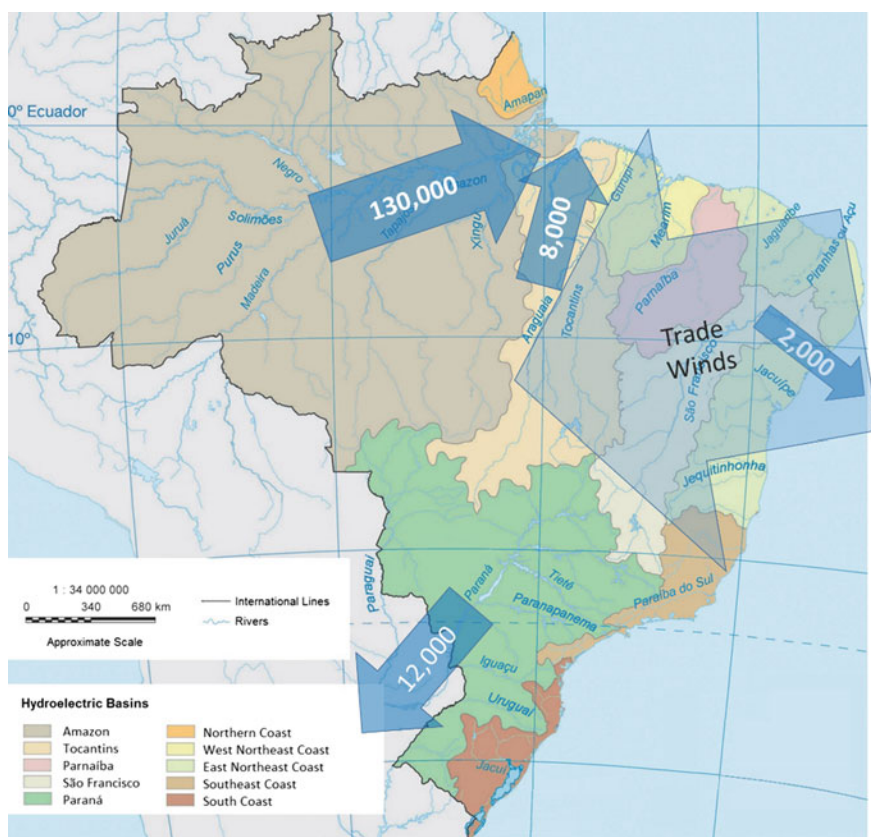 Amapari
0º Ecuador
Negro
130,000
Tapajós
azon
Xingu
8,000
Gurupi
Mearim
Jaguaribe
Piranhas ou Açu
Juruá
Solimões
Purus
Madeira
Araguaia
Tocantins
Parnaíba
10º
Trade
Winds
2,000
São Francisco
Jacuípe
Jequitinhonha
Paraguai
Paraná
Tietê
Paranapanema
Paraíba do Sul
12,000
Iguaçu
Uruguai
Jacuí
1 : 34 000 000
0 340 680 km
Approximate Scale
International Lines
Rivers
Hydroelectric Basins
Amazon
Tocantins
Parnaíba
São Francisco
Paraná
Northern Coast
West Northeast Coast
East Northeast Coast
Southeast Coast
South Coast